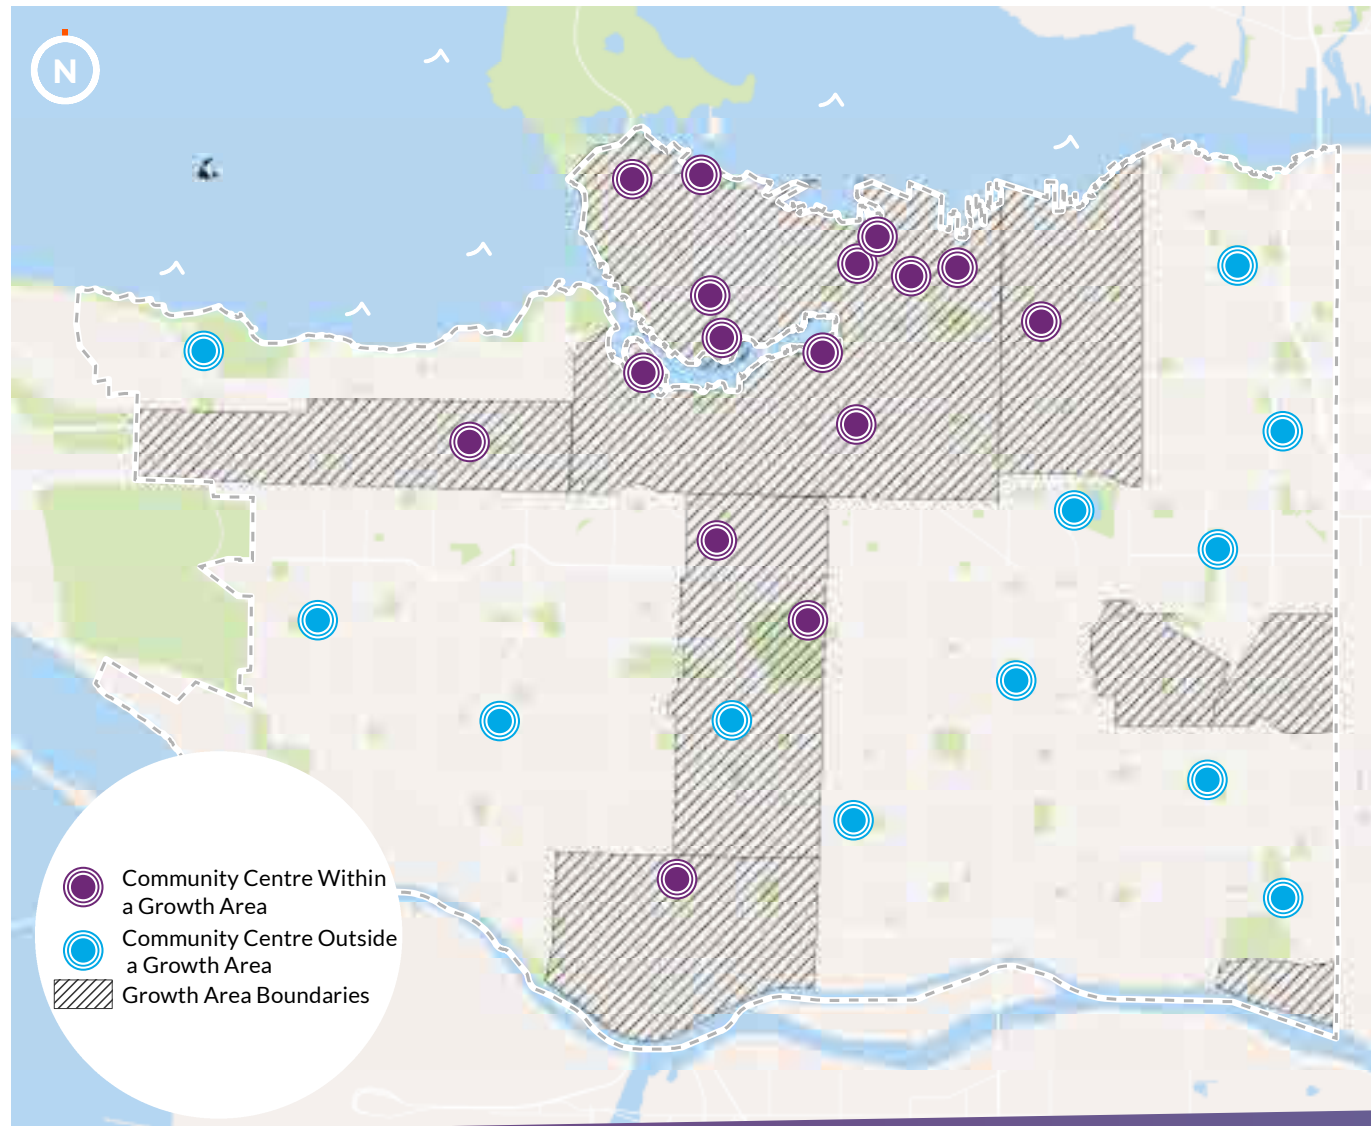 N
Community Centre Within
a Growth Area
Community Centre Outside
a Growth Area
Growth Area Boundaries